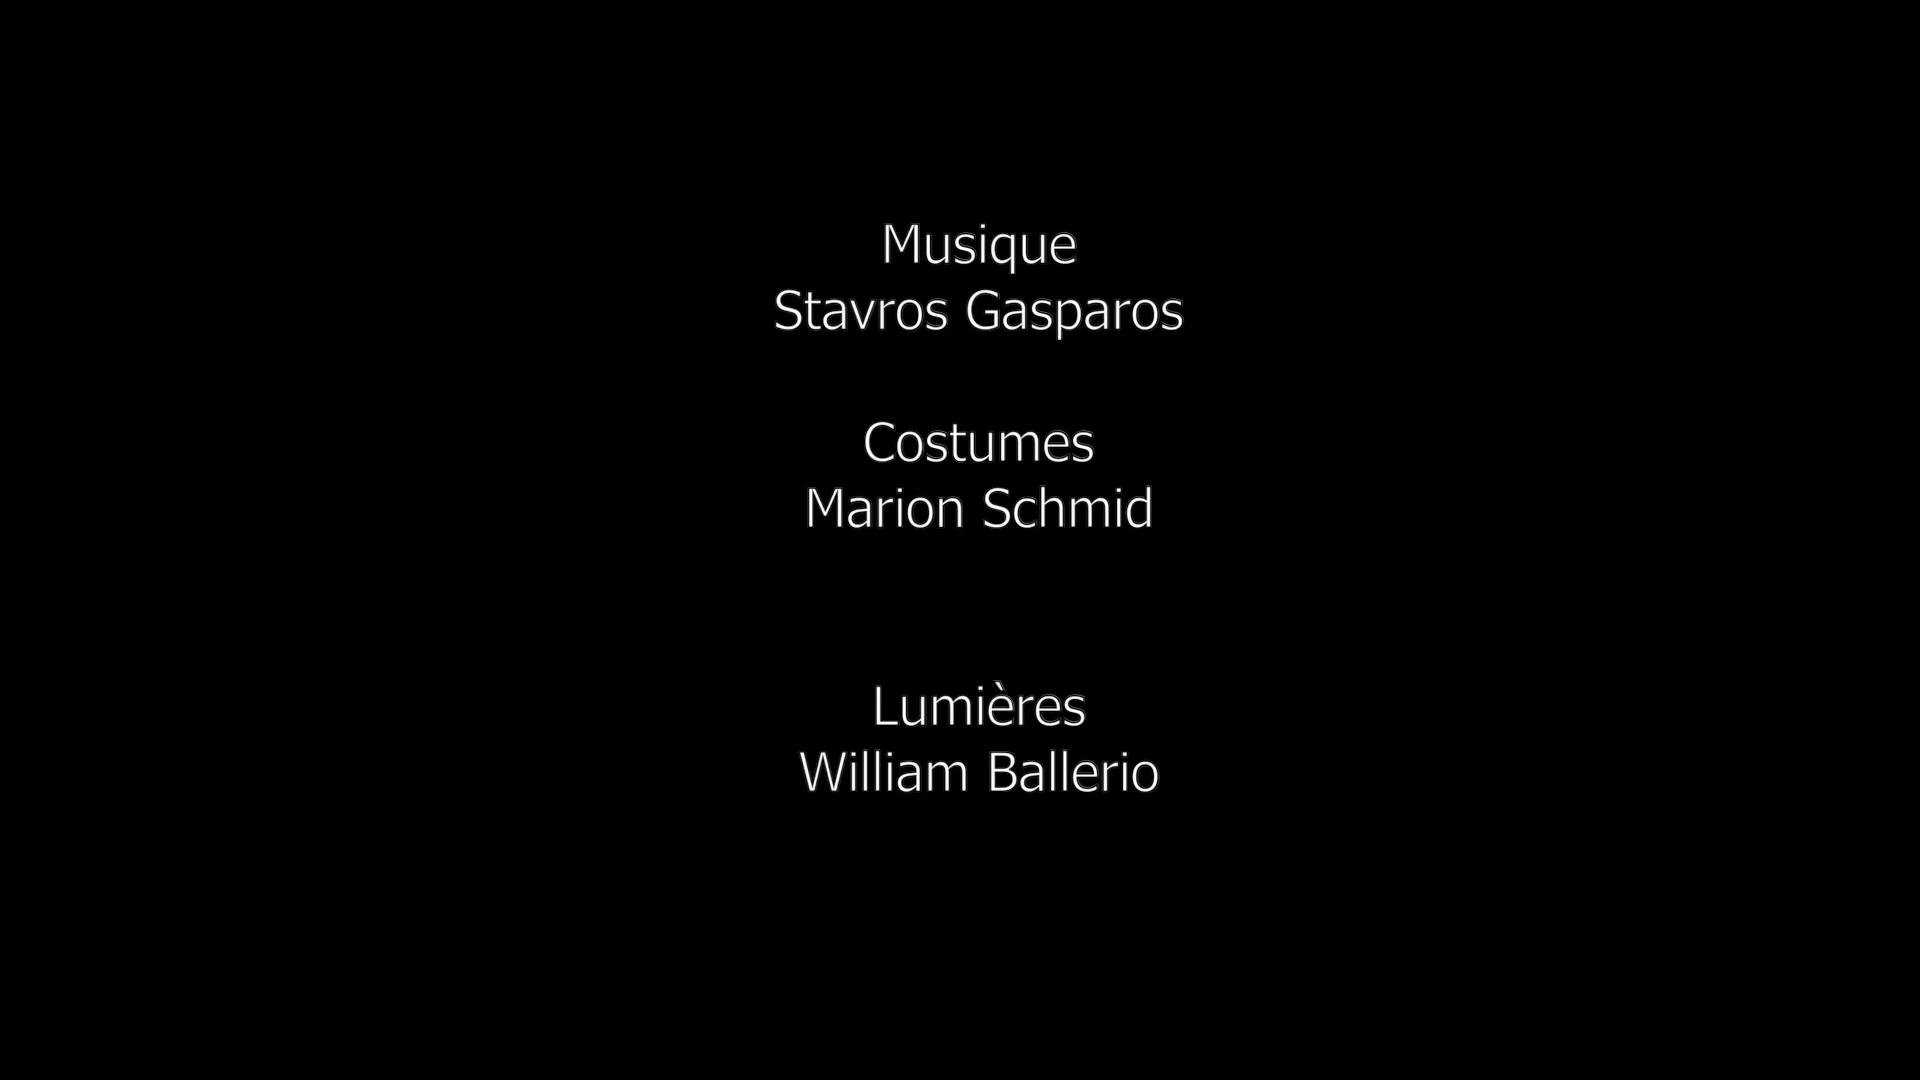 Musique
Stavros Gasparos
Costumes
Marion Schmid
Lumières
William Ballerio